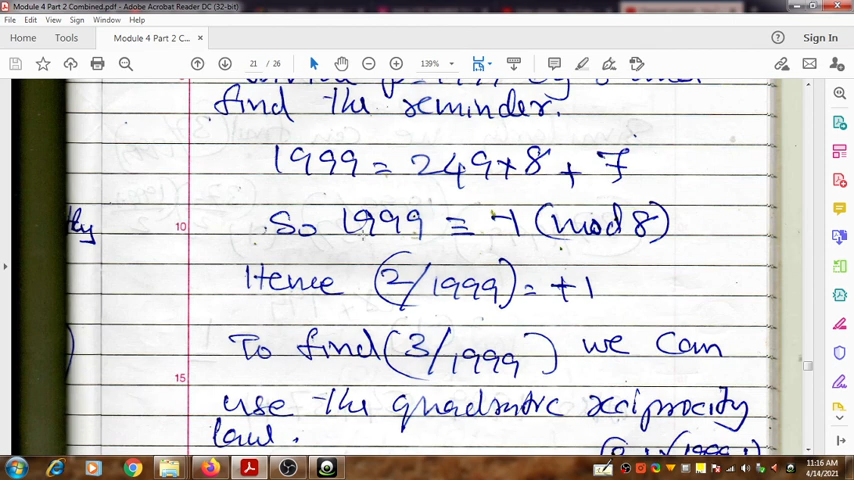 Module 4 Part 2 Combined.pdf - Adobe Acrobat Reader DC (32-bit)
File Edit View Sign Window Help
Home Tools Module 4 Part 2 C... × Sign In
21 / 26 139%
find the reminder.
1999 = 249×8 + 7
10 So 1999 ≡ -1 (mod 8)
Hence (2/1999) = +1
To find (3/1999) we can
15
use the quadratic reciprocity
law.
11:16 AM
4/14/2021